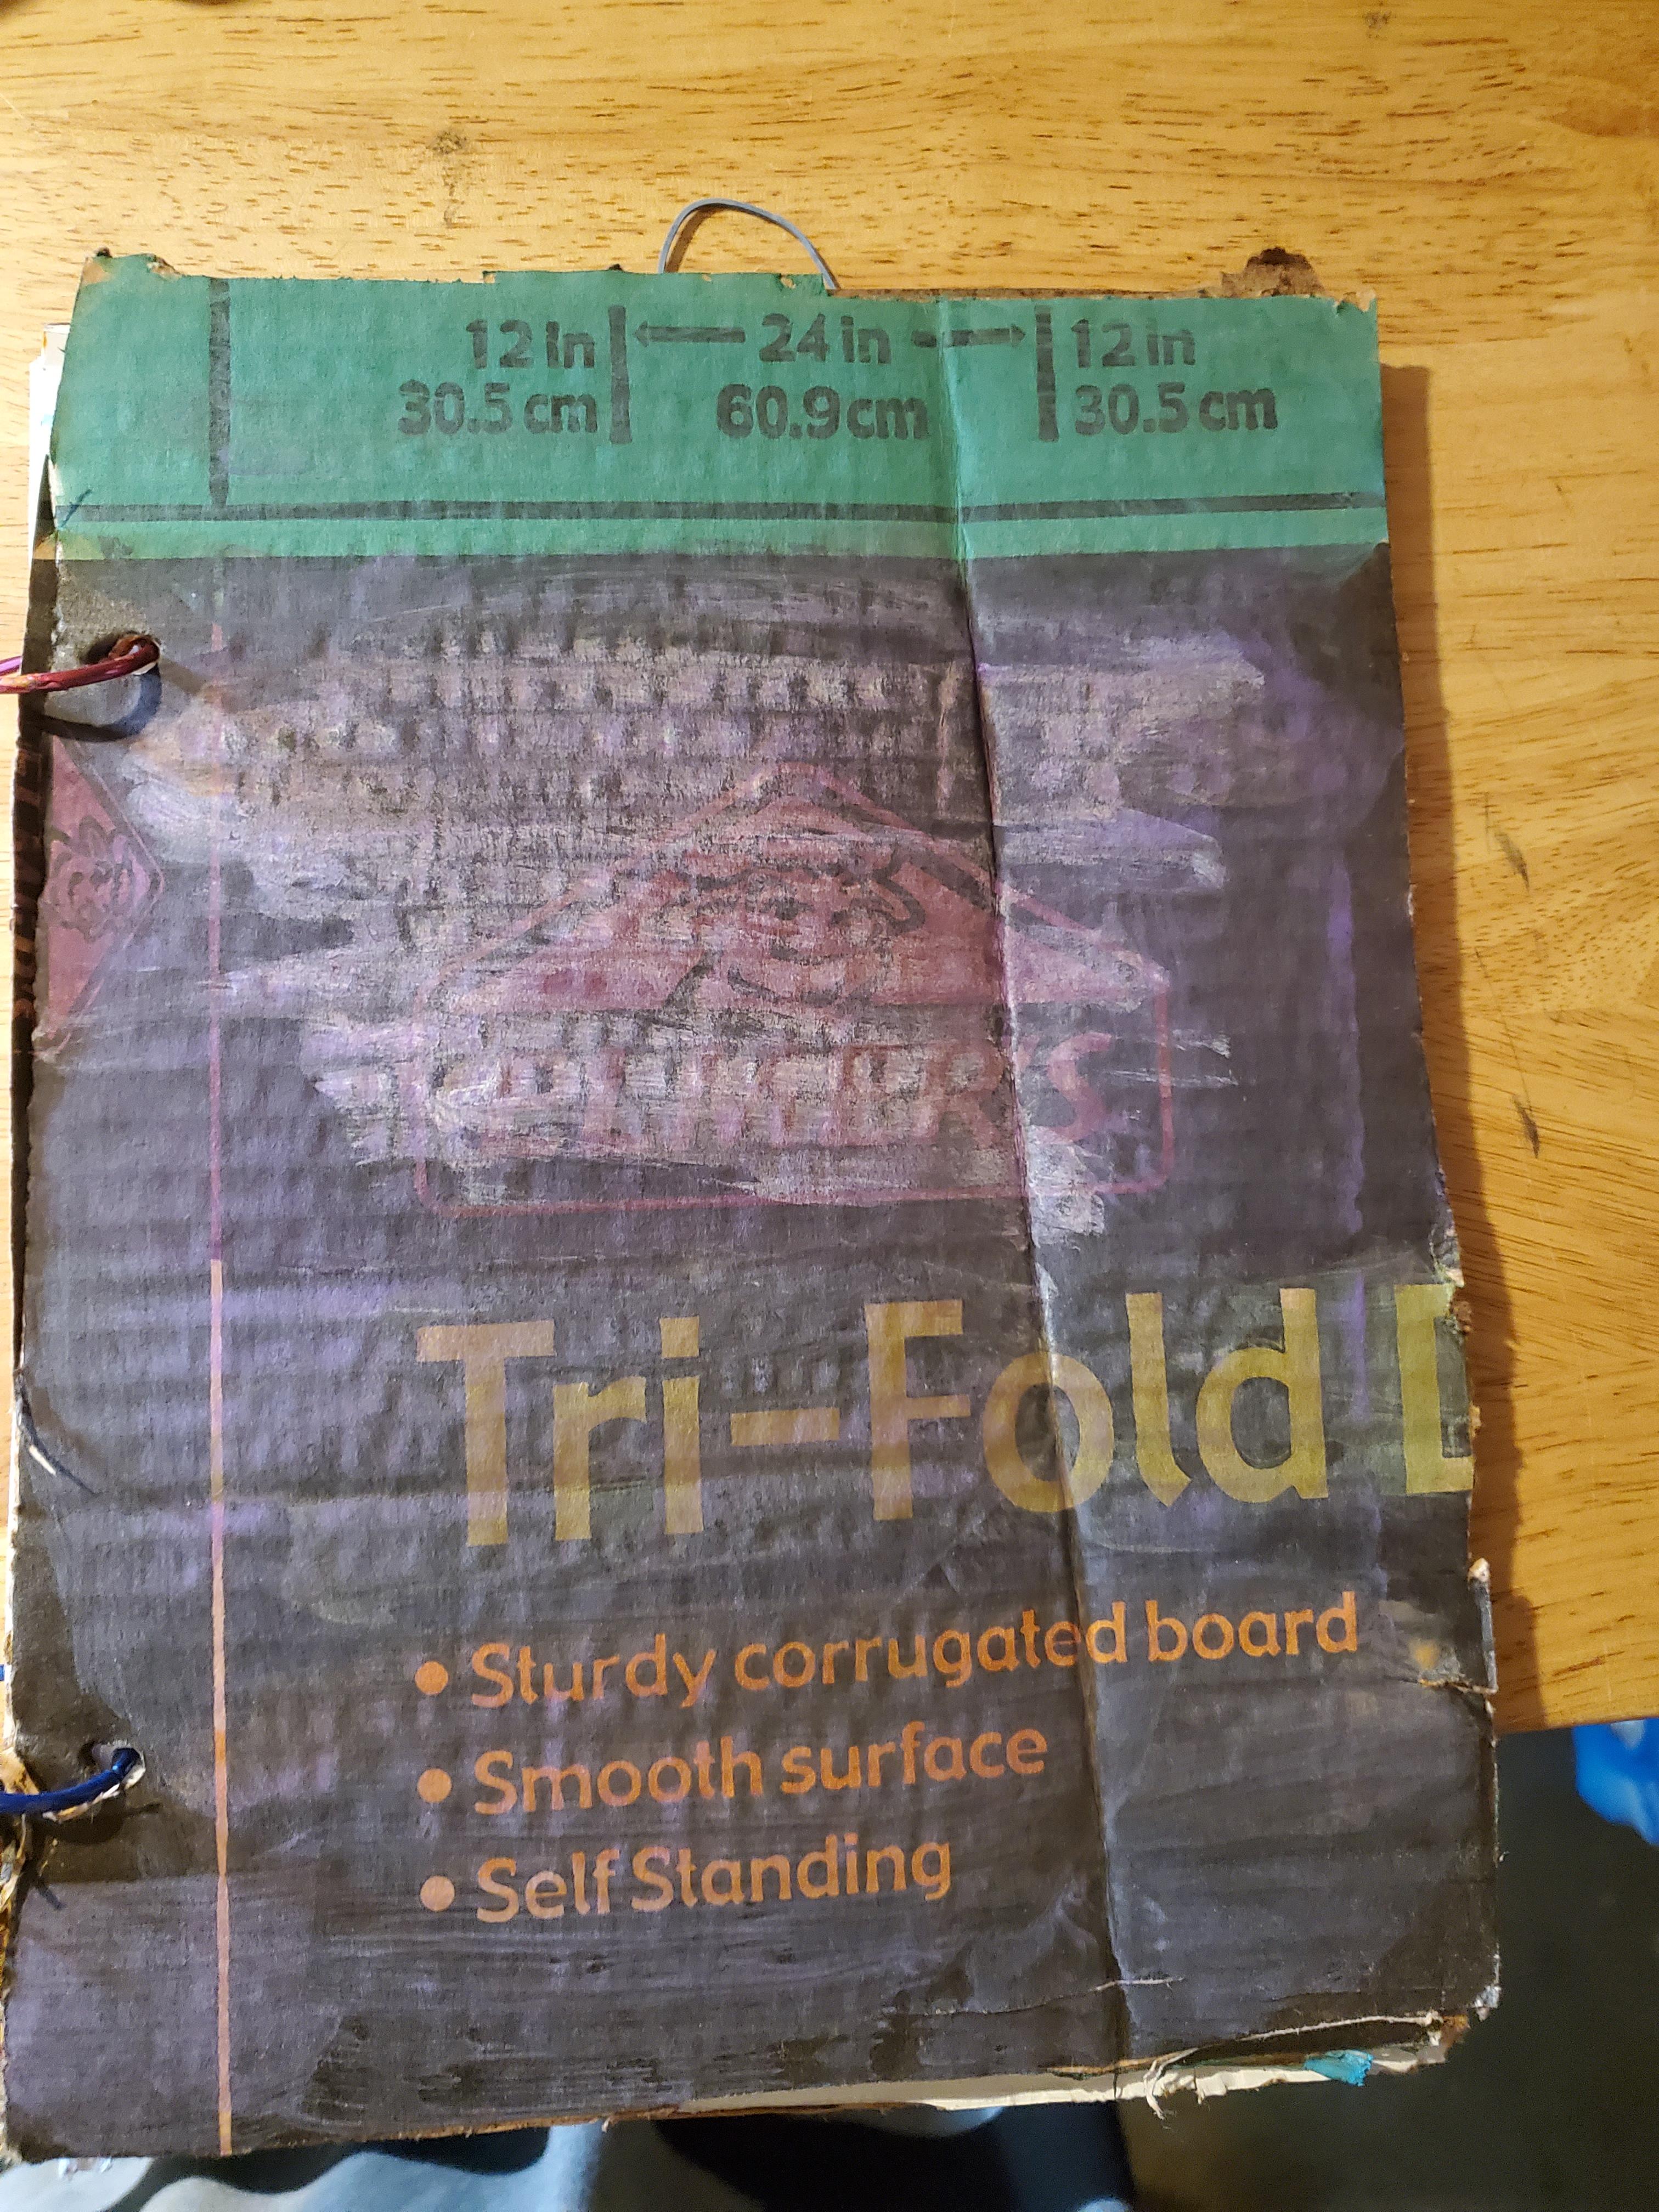 12 in 24 in 12 in
30.5 cm 60.9 cm 30.5 cm
Tri-Fold D
• Sturdy corrugated board
• Smooth surface
• Self Standing